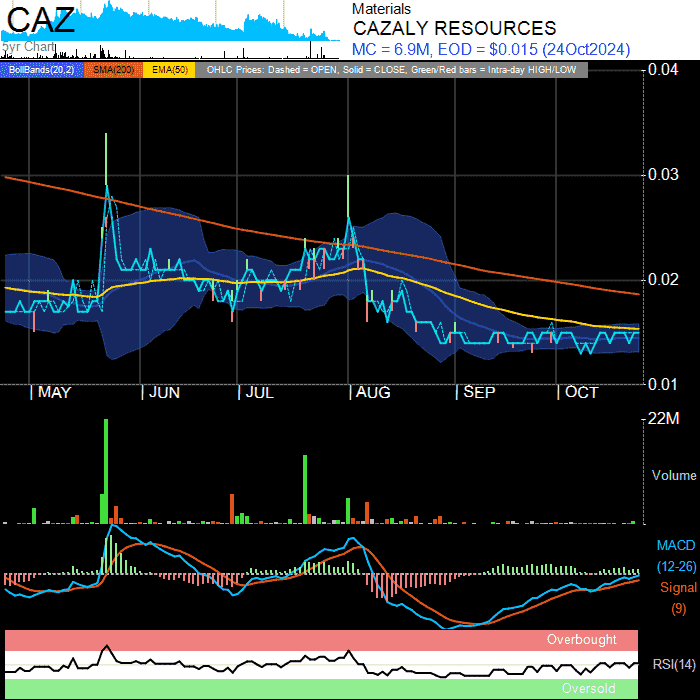 CAZ
5yr Chart
Materials
CAZALY RESOURCES
MC = 6.9M, EOD = $0.015 (24Oct2024)
BollBands(20,2) SMA(200) EMA(50) OHLC Prices: Dashed = OPEN, Solid = CLOSE, Green/Red bars = Intra-day HIGH/LOW
0.04
0.03
0.02
0.01
MAY JUN JUL AUG SEP OCT
22M
Volume
MACD
(12-26)
Signal
(9)
Overbought
RSI(14)
Oversold